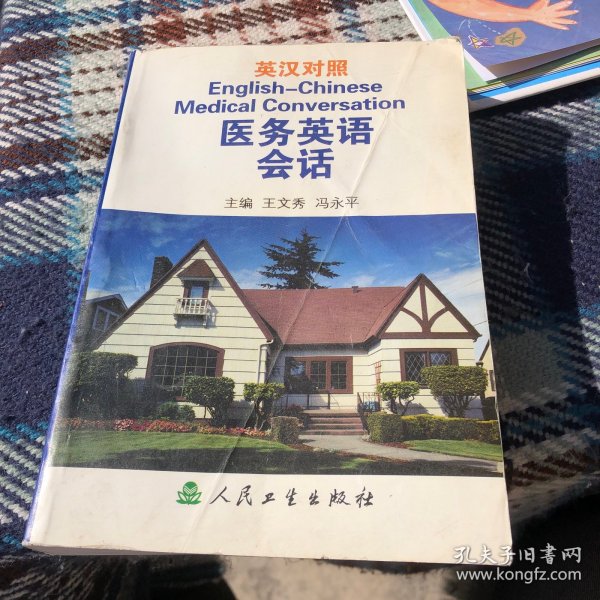 英汉对照
English-Chinese
Medical Conversation
医务英语
会话
主编 王文秀 冯永平
人民卫生出版社
孔夫子旧书网
www.kongfz.com